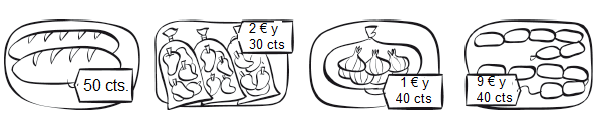 50 cts.
2 € y
30 cts
1 € y
40 cts
9 € y
40 cts